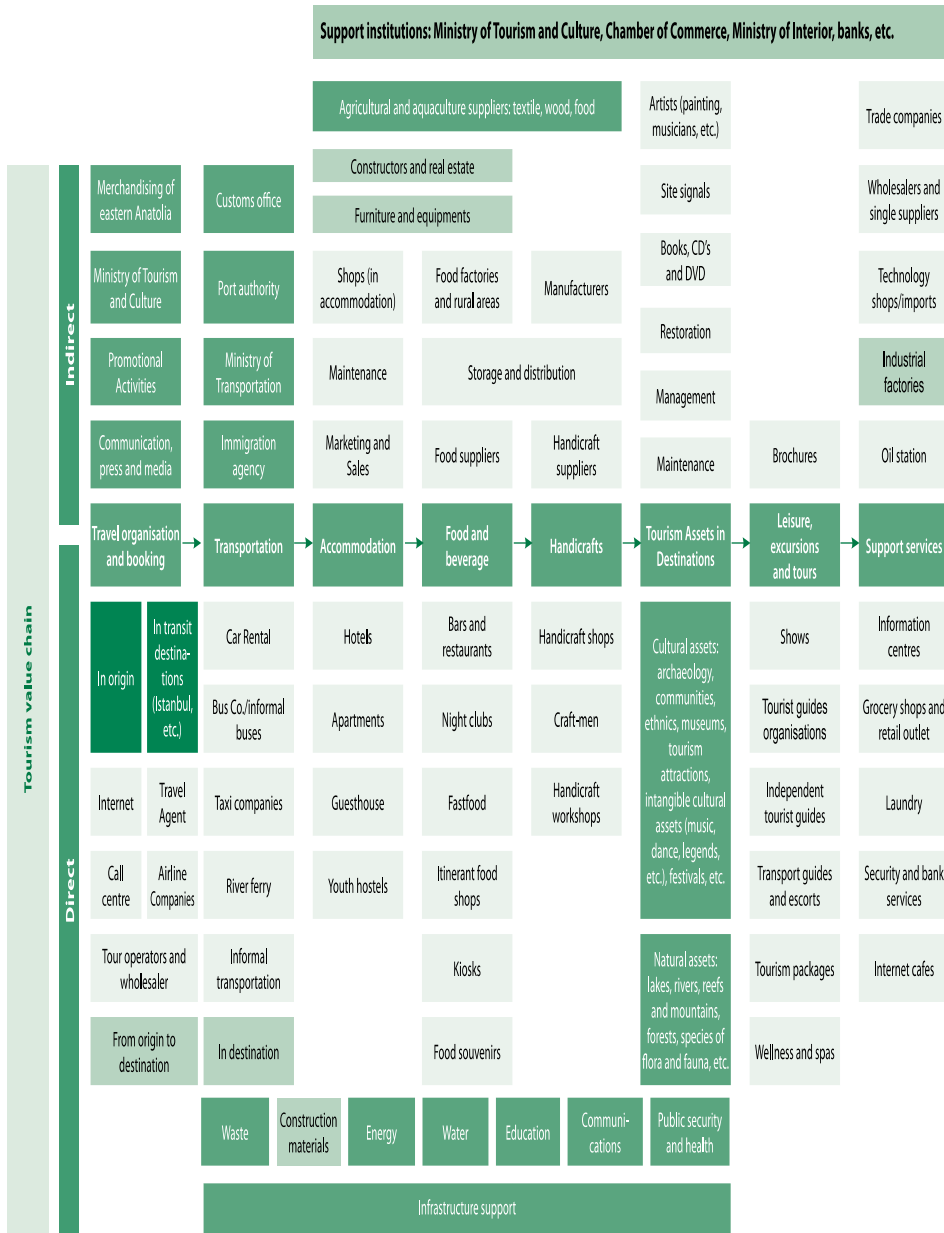 Support institutions: Ministry of Tourism and Culture, Chamber of Commerce, Ministry of Interior, banks, etc.
Agricultural and aquaculture suppliers: textile, wood, food
Artists (painting,
musicians, etc.)
Trade companies
Constructors and real estate
Merchandising of
eastern Anatolia
Customs office
Furniture and equipments
Site signals
Wholesalers and
single suppliers
Ministry of Tourism
and Culture
Port authority
Shops (in
accommodation)
Food factories
and rural areas
Manufacturers
Books, CD's
and DVD
Technology
shops/imports
Restoration
Promotional
Activities
Ministry of
Transportation
Maintenance
Storage and distribution
Management
Industrial
factories
Communication,
press and media
Immigration
agency
Marketing and
Sales
Food suppliers
Handicraft
suppliers
Maintenance
Brochures
Oil station
Indirect
Travel organisation
and booking
Transportation
Accommodation
Food and
beverage
Handicrafts
Tourism Assets in
Destinations
Leisure,
excursions
and tours
Support services
Tourism value chain
Direct
In origin
In transit
destina-
tions
(Istanbul,
etc.)
Car Rental
Hotels
Bars and
restaurants
Handicraft shops
Cultural assets:
archaeology,
communities,
ethnics, museums,
tourism
attractions,
intangible cultural
assets (music,
dance, legends,
etc.), festivals, etc.
Shows
Information
centres
Bus Co./informal
buses
Apartments
Night clubs
Craft-men
Tourist guides
organisations
Grocery shops and
retail outlet
Internet
Travel
Agent
Taxi companies
Guesthouse
Fastfood
Handicraft
workshops
Independent
tourist guides
Laundry
Call
centre
Airline
Companies
River ferry
Youth hostels
Itinerant food
shops
Transport guides
and escorts
Security and bank
services
Tour operators and
wholesaler
Informal
transportation
Kiosks
Natural assets:
lakes, rivers, reefs
and mountains,
forests, species of
flora and fauna, etc.
Tourism packages
Internet cafes
From origin to
destination
In destination
Food souvenirs
Wellness and spas
Waste
Construction
materials
Energy
Water
Education
Communi-
cations
Public security
and health
Infrastructure support